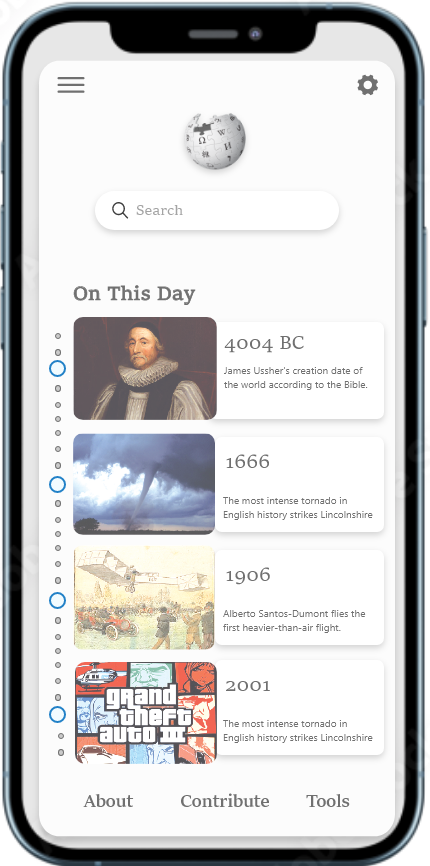 Ω W
И
Search
On This Day
4004 BC
James Ussher's creation date of
the world according to the Bible.
1666
The most intense tornado in
English history strikes Lincolnshire
1906
Alberto Santos-Dumont flies the
first heavier-than-air flight.
grand
theft
auto III
2001
The most intense tornado in
English history strikes Lincolnshire
About Contribute Tools